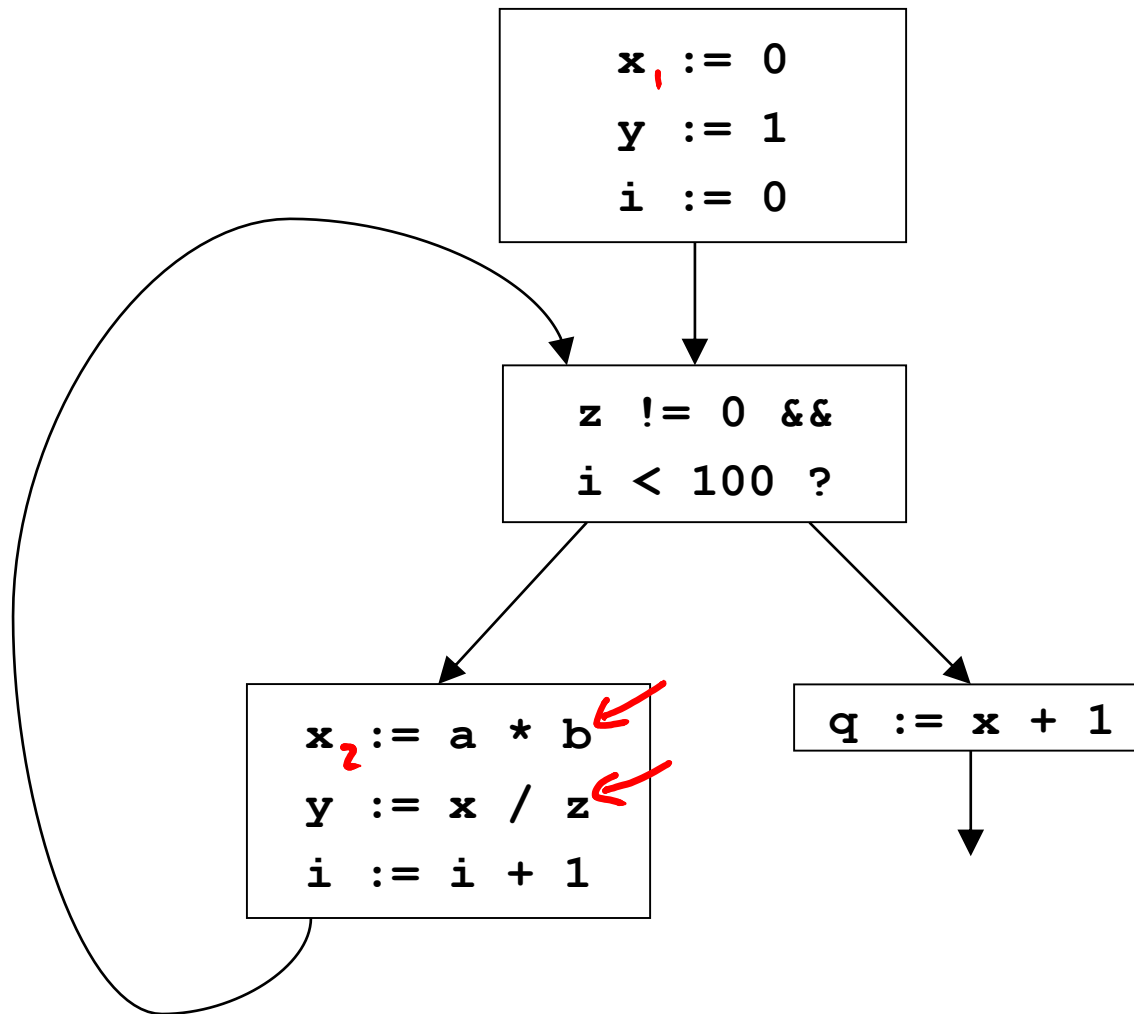 x₁ := 0
y := 1
i := 0
z != 0 &&
i < 100 ?
x₂ := a * b
y := x / z
i := i + 1
q := x + 1